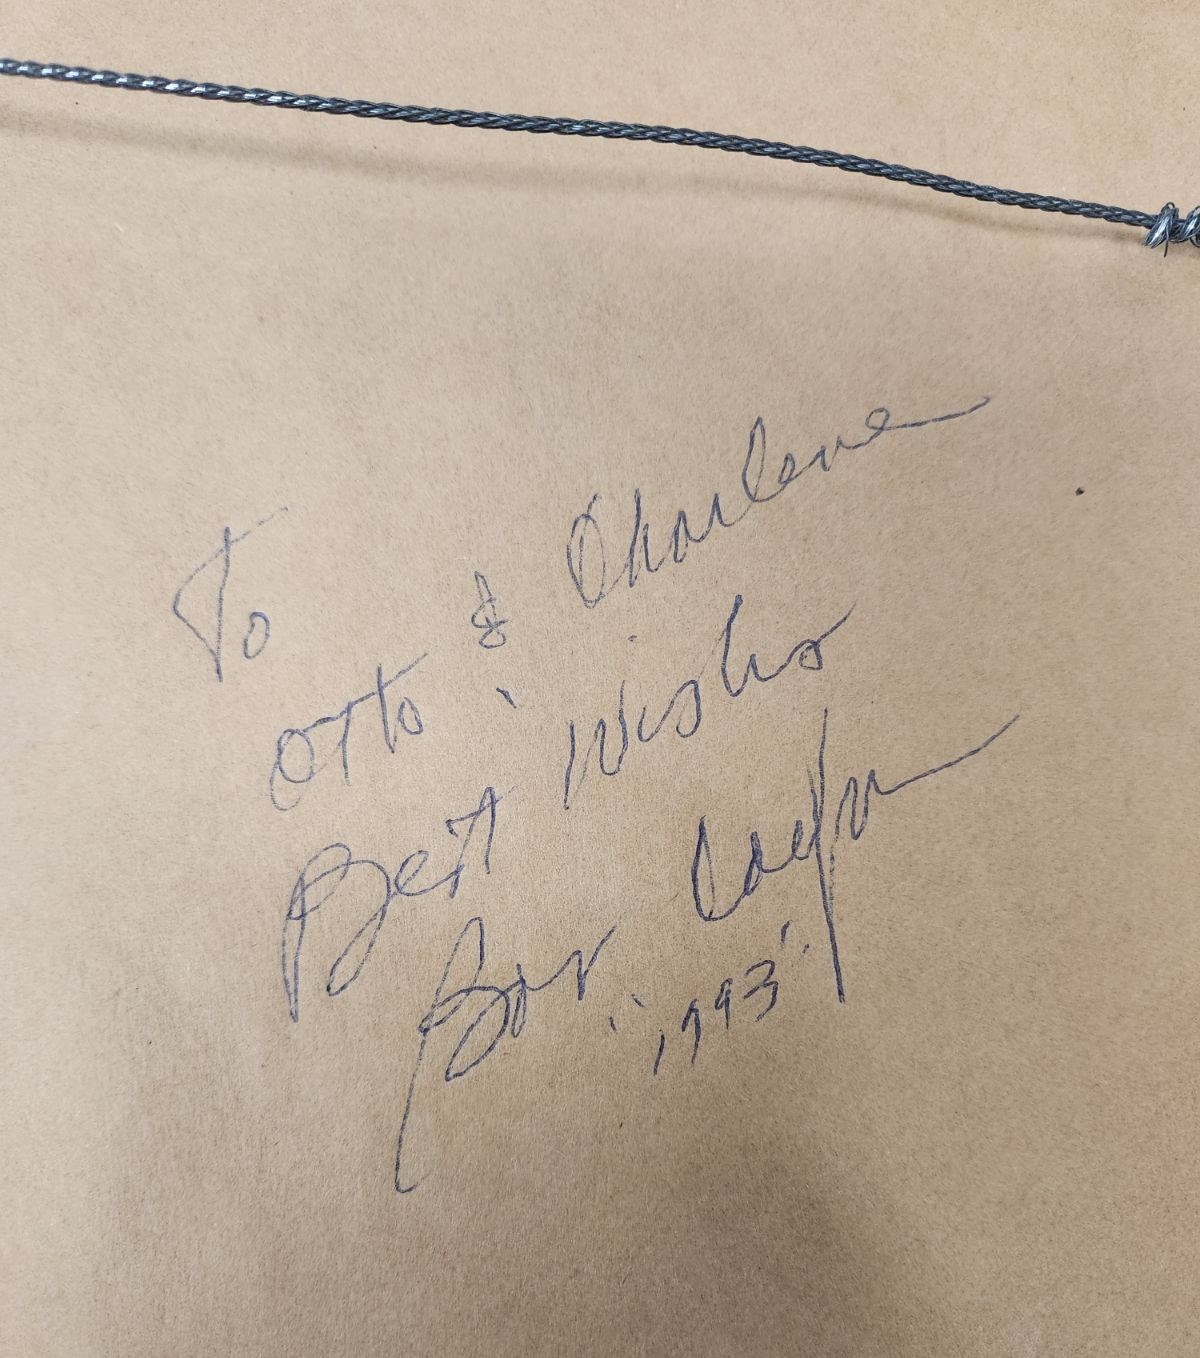 To
Otto & Charlene
Best Wishes
1993